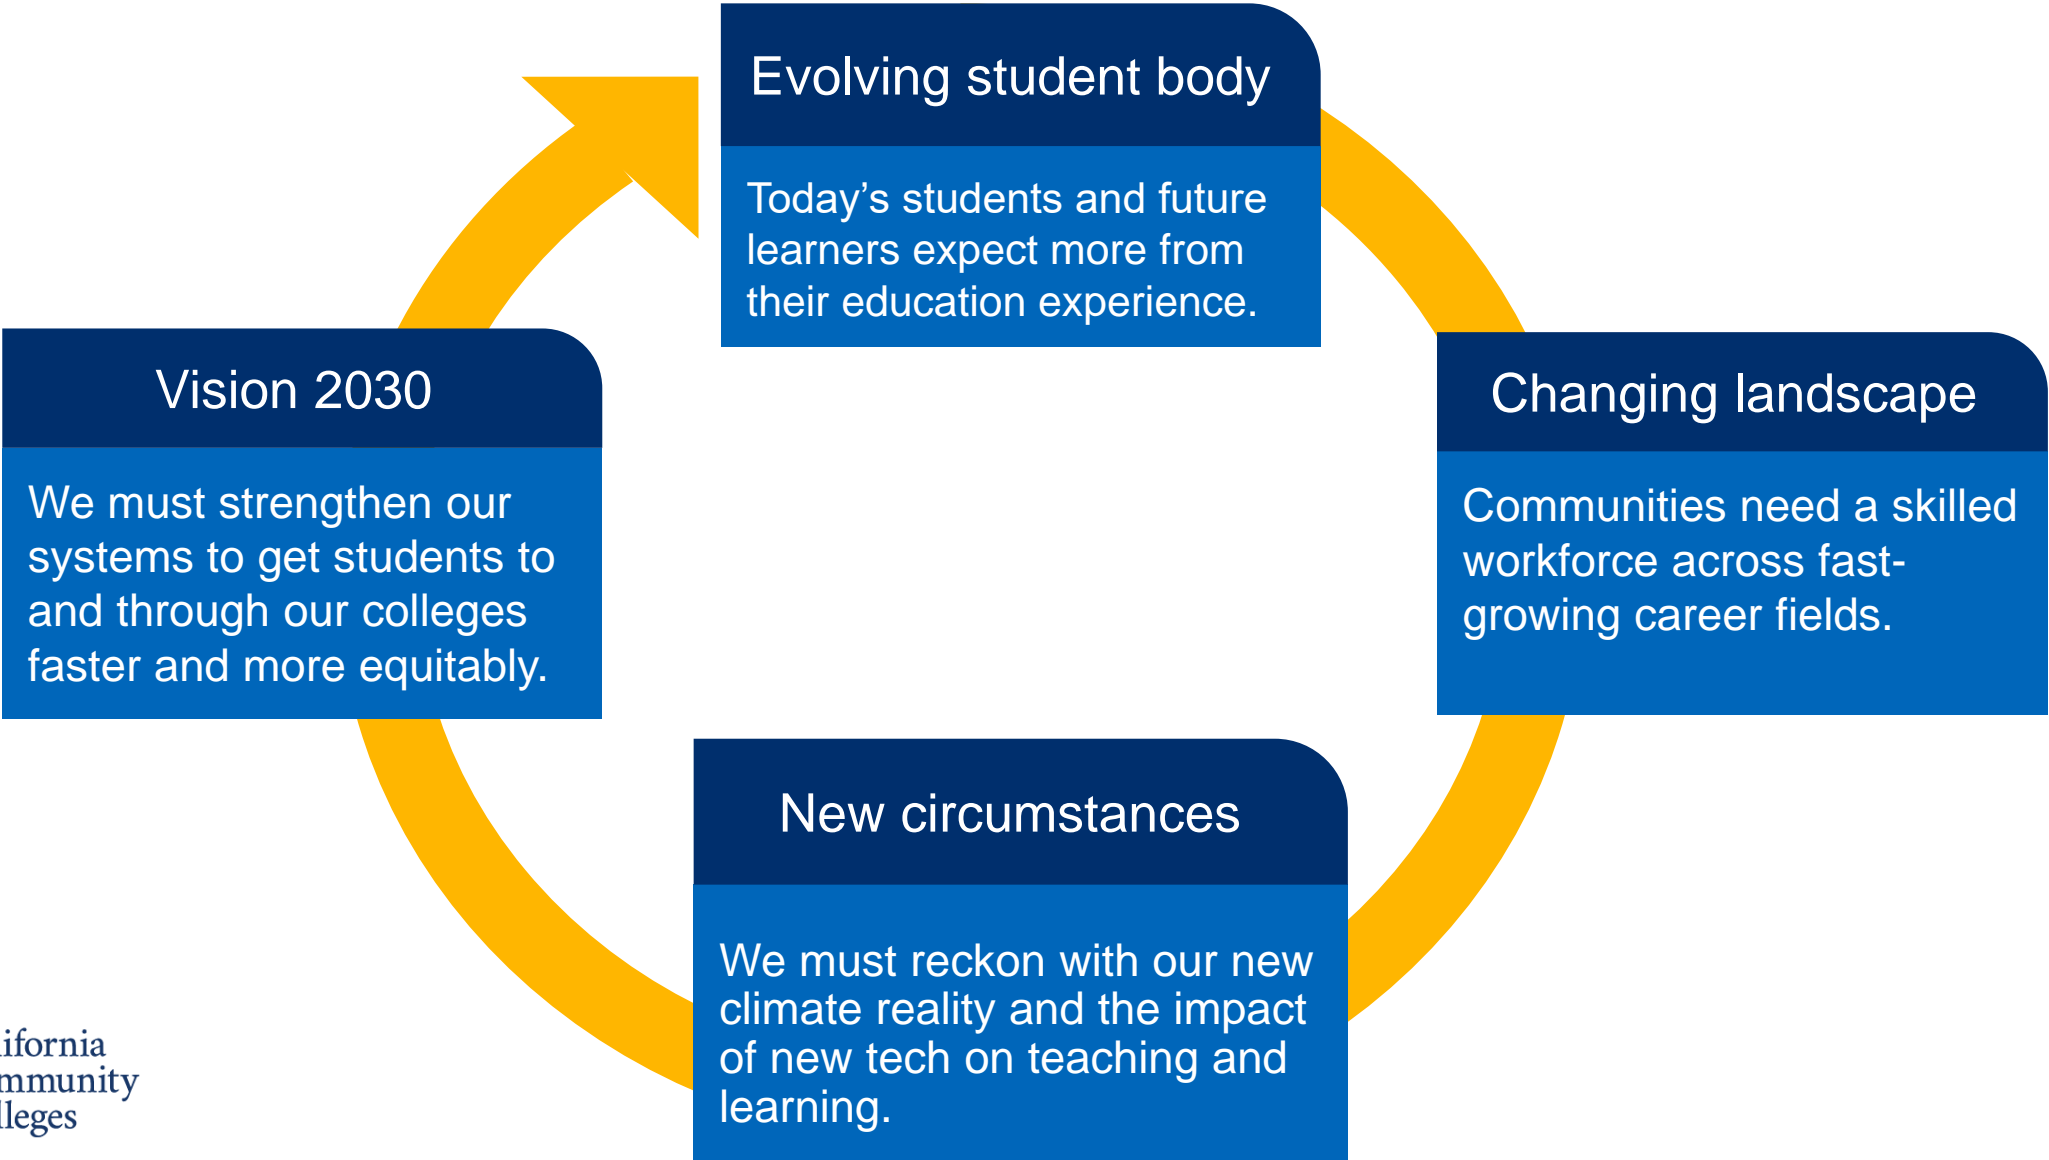 Evolving student body
Today’s students and future
learners expect more from
their education experience.
Changing landscape
Communities need a skilled
workforce across fast-
growing career fields.
New circumstances
We must reckon with our new
climate reality and the impact
of new tech on teaching and
learning.
Vision 2030
We must strengthen our
systems to get students to
and through our colleges
faster and more equitably.
ifornia
mmunity
lleges